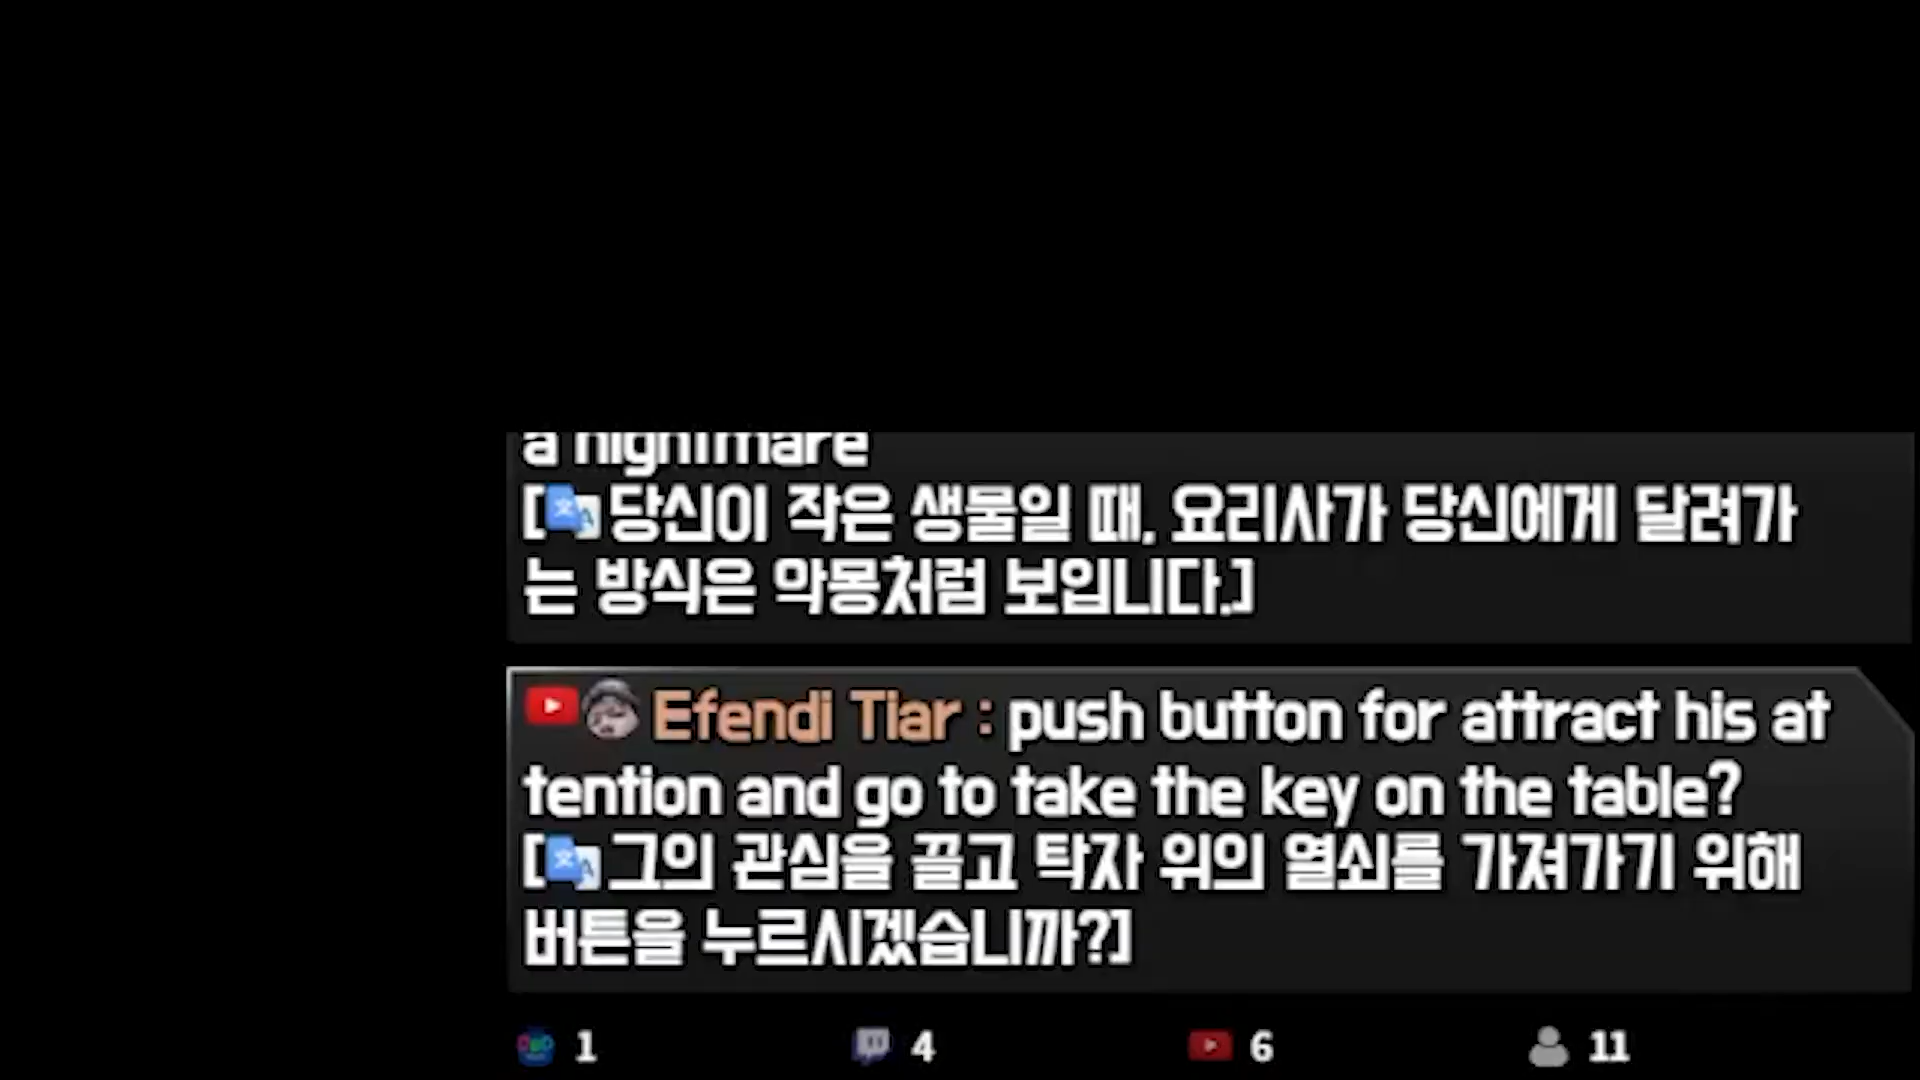 a nightmare
[당신이 작은 생물일 때, 요리사가 당신에게 달려가
는 방식은 악몽처럼 보입니다.]
Efendi Tiar : push button for attract his at
tention and go to take the key on the table?
[그의 관심을 끌고 탁자 위의 열쇠를 가져가기 위해
버튼을 누르시겠습니까?]
1 4 6 11